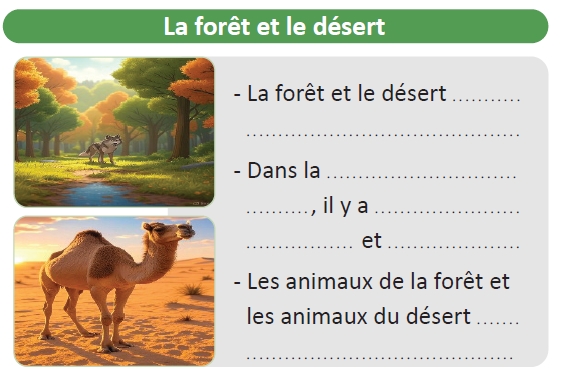 La forêt et le désert
- La forêt et le désert ...........
..........................................
- Dans la .............................
.........., il y a ......................
................. et .....................
- Les animaux de la forêt et
les animaux du désert .......
.........................................